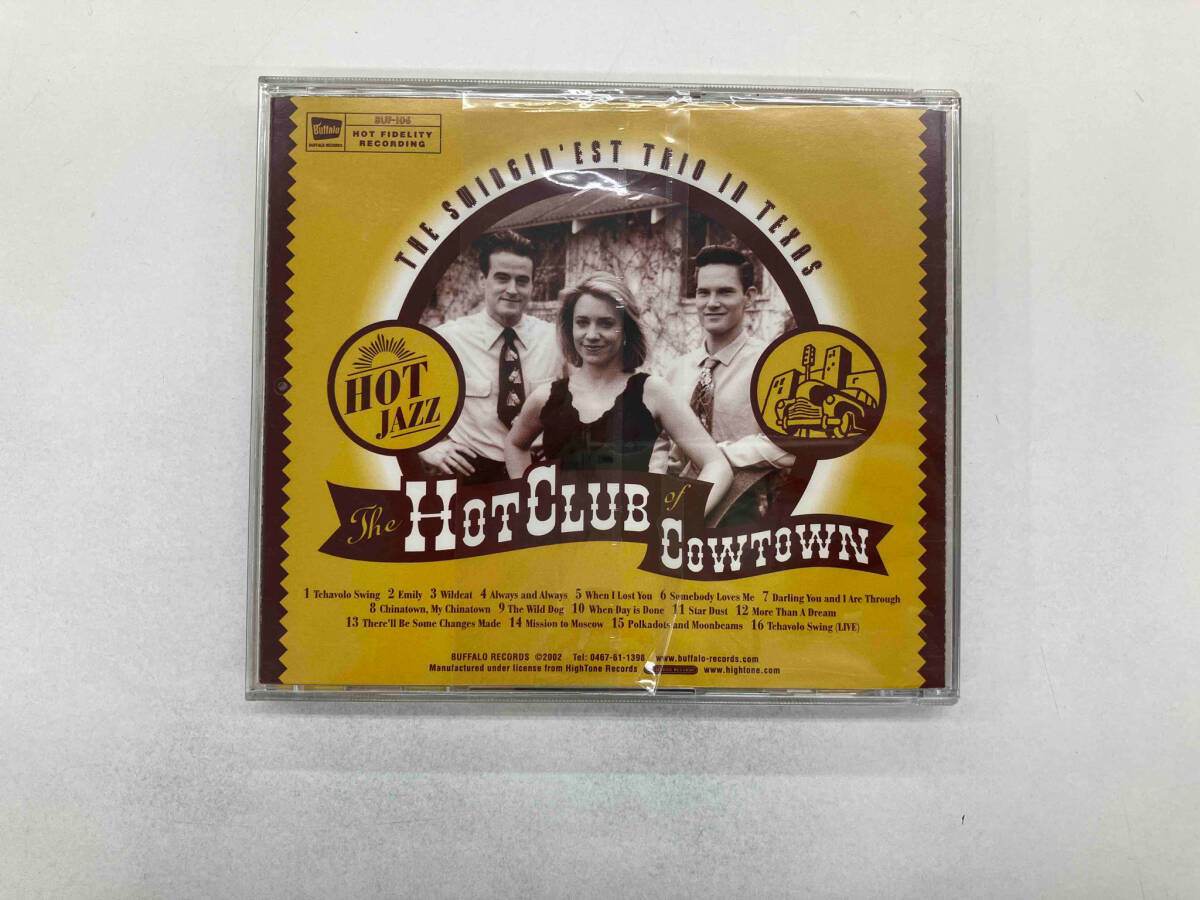 Buffalo
BUFFALO RECORDS
BUF-106
HOT FIDELITY
RECORDING
THE SWINGIN'EST TRIO IN TEXAS
HOT
JAZZ
The HOT CLUB of
COWTOWN
1 Tchavolo Swing 2 Emily 3 Wildcat 4 Always and Always 5 When I Lost You 6 Somebody Loves Me 7 Darling You and I Are Through
8 Chinatown, My Chinatown 9 The Wild Dog 10 When Day is Done 11 Star Dust 12 More Than A Dream
13 There'll Be Some Changes Made 14 Mission to Moscow 15 Polkadots and Moonbeams 16 Tchavolo Swing (LIVE)
BUFFALO RECORDS ©2002 Tel: 0467-61-1398 www.buffalo-records.com
Manufactured under license from HighTone Records www.hightone.com